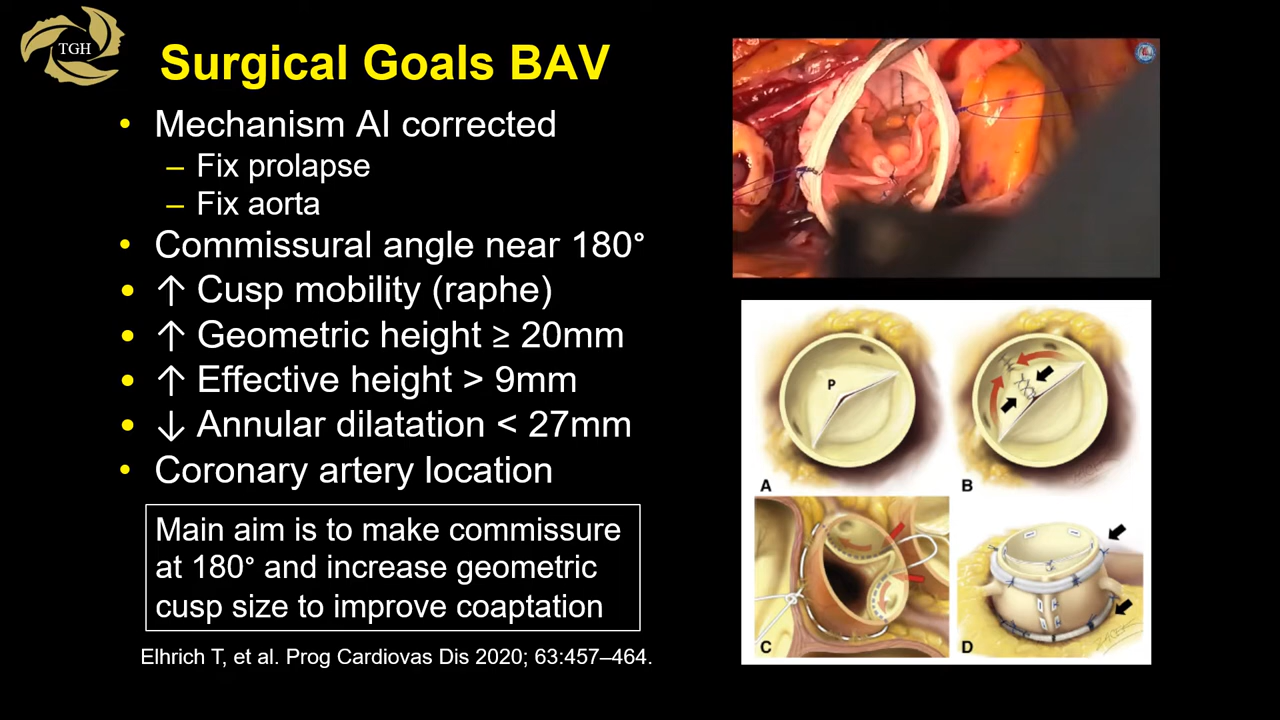 TGH
Surgical Goals BAV
• Mechanism AI corrected
– Fix prolapse
– Fix aorta
• Commissural angle near 180°
• ↑ Cusp mobility (raphe)
• ↑ Geometric height ≥ 20mm
• ↑ Effective height > 9mm
• ↓ Annular dilatation < 27mm
• Coronary artery location
Main aim is to make commissure
at 180° and increase geometric
cusp size to improve coaptation
Elhrich T, et al. Prog Cardiovas Dis 2020; 63:457–464.
P
A
B
C
D